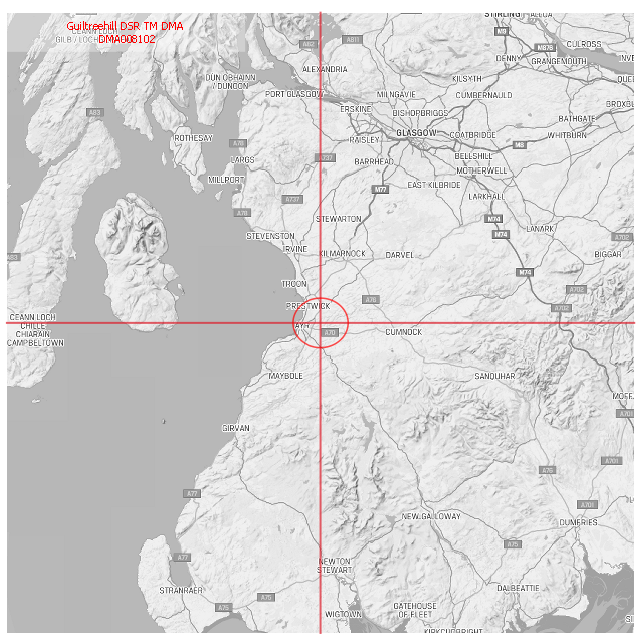 Guiltreehill DSR TM DMA
DMA008102
STIRLING
ALLOA
CEANN LOCH
GILB / LOCH
M9
CULROSS
M876
A82
A811
DENNY
GRANGEMOUTH
ALEXANDRIA
DÙN OBHAINN
/ DUNOON
KILSYTH
PORT GLASGOW
MILNGAVIE
CUMBERNAULD
ERSKINE
BISHOPBRIGGS
A83
BATHGATE
ROTHESAY
A78
PAISLEY
GLASGOW
COATBRIDGE
M8
WHITBURN
LARGS
A737
BARRHEAD
BELLSHILL
MOTHERWELL
MILLPORT
M77
EAST KILBRIDE
A737
LARKHALL
A78
STEWARTON
M74
LANARK
STEVENSTON
M74
A702
IRVINE
KILMARNOCK
DARVEL
BIGGAR
A83
M74
TROON
A702
PRESTWICK
A76
A702
CEANN LOCH
CHILLE
CHIARAIN
CAMPBELTOWN
AYR
A70
CUMNOCK
MAYBOLE
SANQUHAR
MOFF
A701
GIRVAN
A701
A76
A77
A701
NEW GALLOWAY
DUMFRIES
A75
A77
NEWTON
STEWART
STRANRAER
A75
A75
DALBEATTIE
WIGTOWN
GATEHOUSE
OF FLEET
KIRKCUDBRIGHT